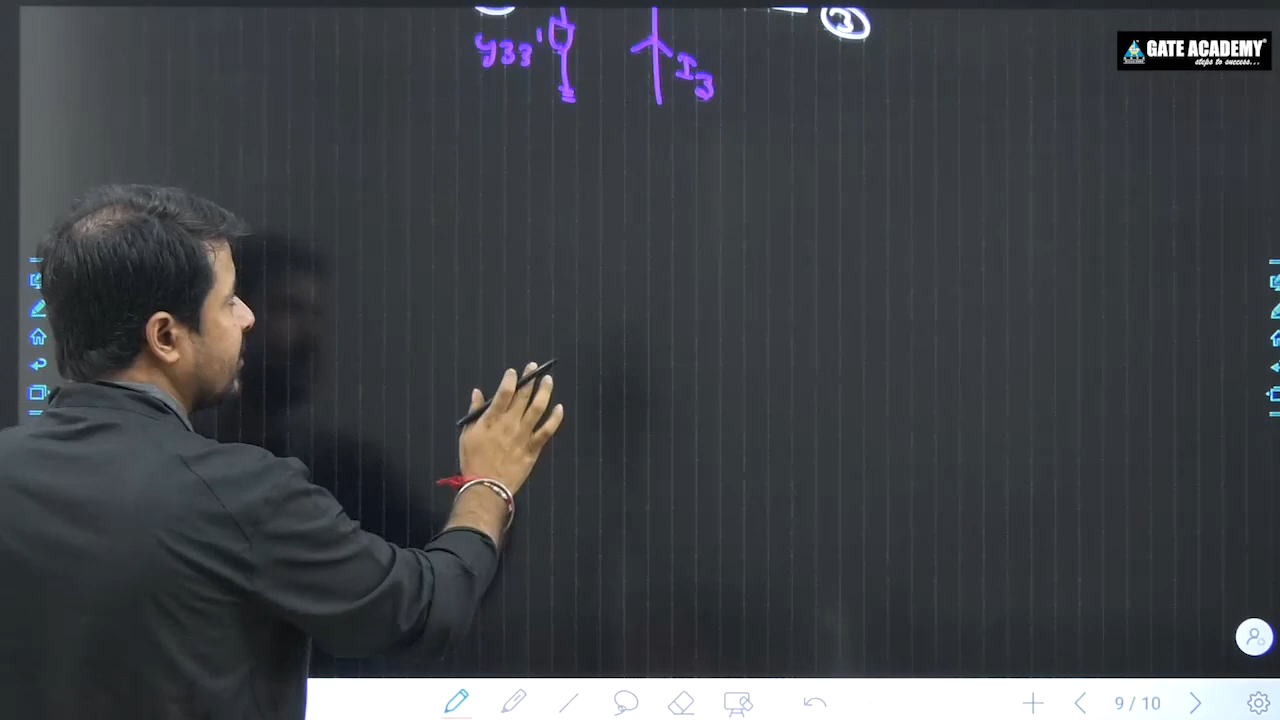 ③
y33'
I3
GATE ACADEMY
steps to success...
9 / 10